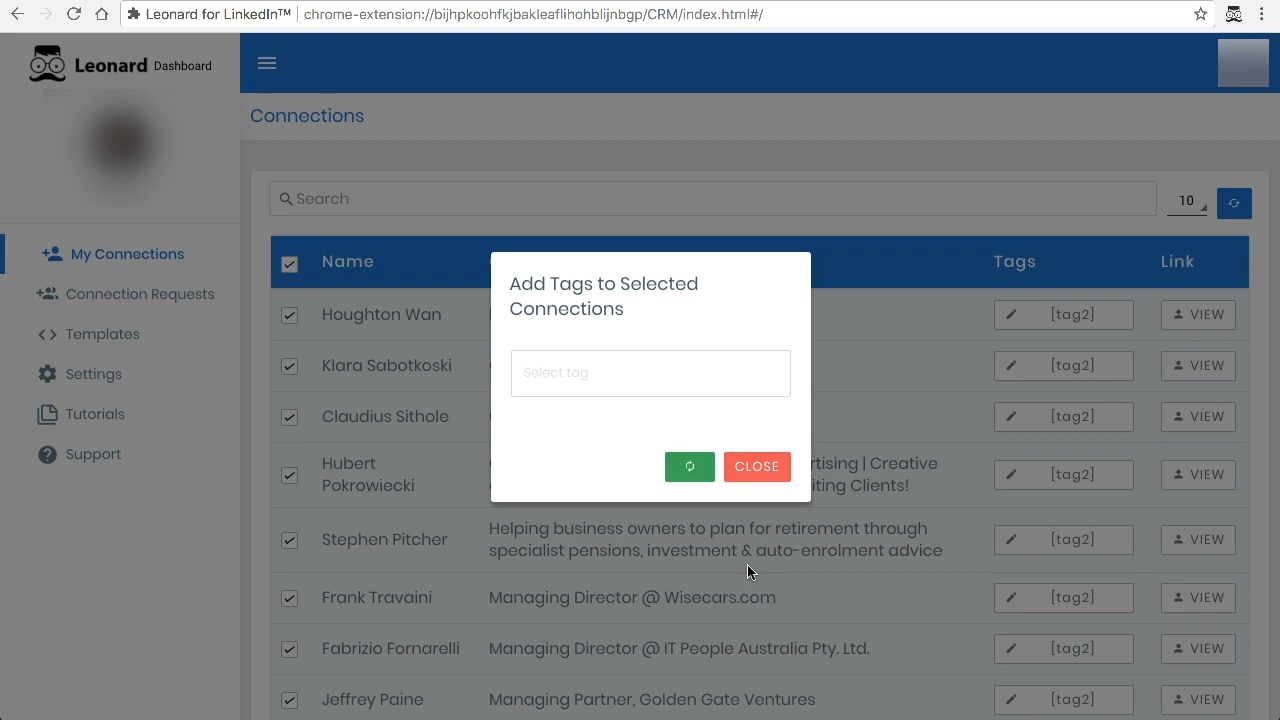 Leonard for LinkedIn™ chrome-extension://bijhpkoohfkjbakleaflihohblijnbgp/CRM/index.html#/
Leonard Dashboard
My Connections
Connection Requests
Templates
Settings
Tutorials
Support
Connections
Search 10
Name Tags Link
Houghton Wan [tag2] VIEW
Klara Sabotkoski [tag2] VIEW
Claudius Sithole [tag2] VIEW
Hubert rtising | Creative
Pokrowiecki iting Clients! [tag2] VIEW
Helping business owners to plan for retirement through
Stephen Pitcher specialist pensions, investment & auto-enrolment advice [tag2] VIEW
Frank Travaini Managing Director @ Wisecars.com [tag2] VIEW
Fabrizio Fornarelli Managing Director @ IT People Australia Pty. Ltd. [tag2] VIEW
Jeffrey Paine Managing Partner, Golden Gate Ventures [tag2] VIEW
Add Tags to Selected
Connections
Select tag
CLOSE